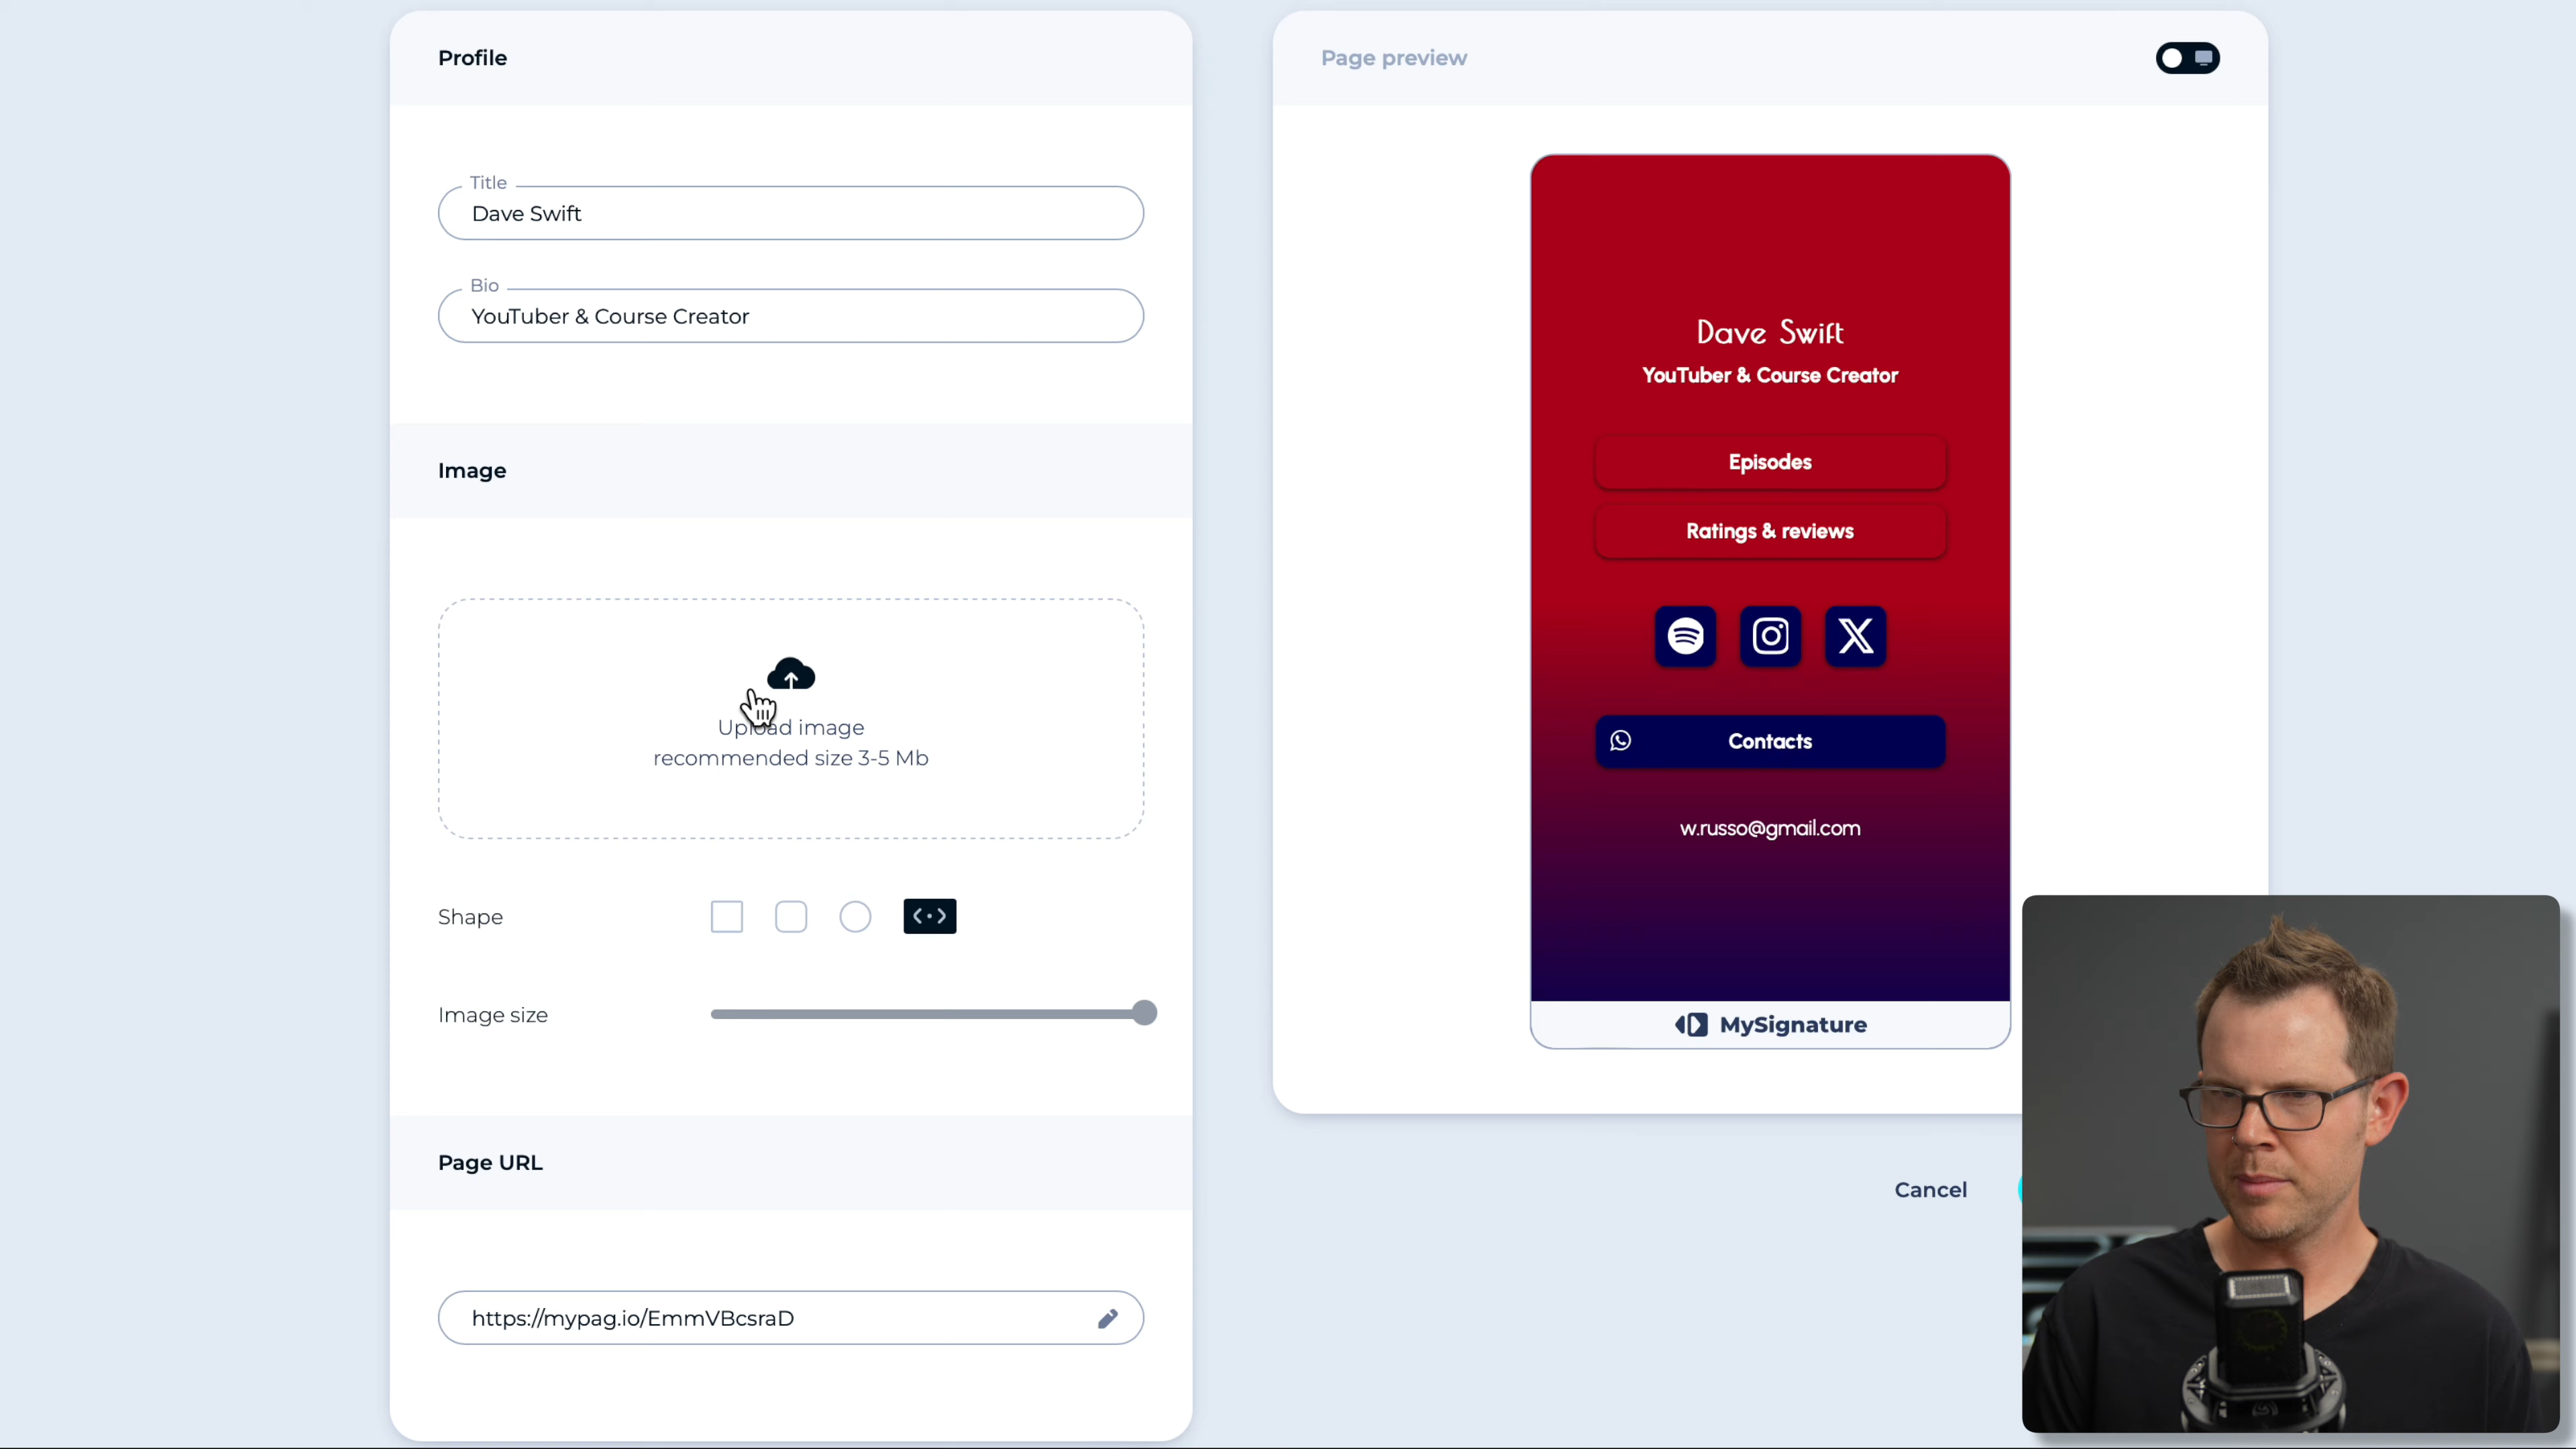 Profile
Title
Dave Swift
Bio
YouTuber & Course Creator
Image
Upload image
recommended size 3-5 Mb
Shape
Image size
Page URL
https://mypag.io/EmmVBcsraD
Page preview
Dave Swift
YouTuber & Course Creator
Episodes
Ratings & reviews
Contacts
w.russo@gmail.com
MySignature
Cancel